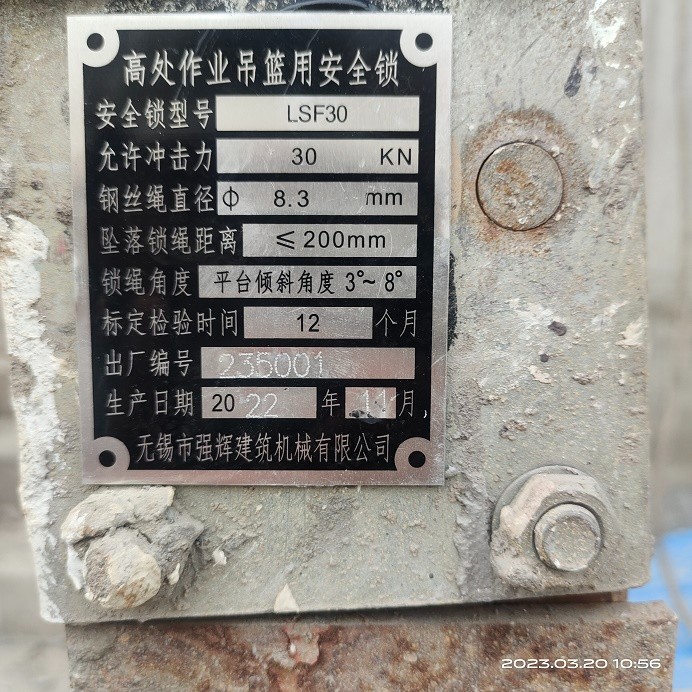 高处作业吊篮用安全锁
安全锁型号 LSF30
允许冲击力 30 KN
钢丝绳直径 Φ 8.3 mm
坠落锁绳距离 ≤200mm
锁绳角度 平台倾斜角度 3°~8°
标定检验时间 12 个月
出厂编号 235001
生产日期 2022 年 11月
无锡市强辉建筑机械有限公司
2023.03.20 10:56